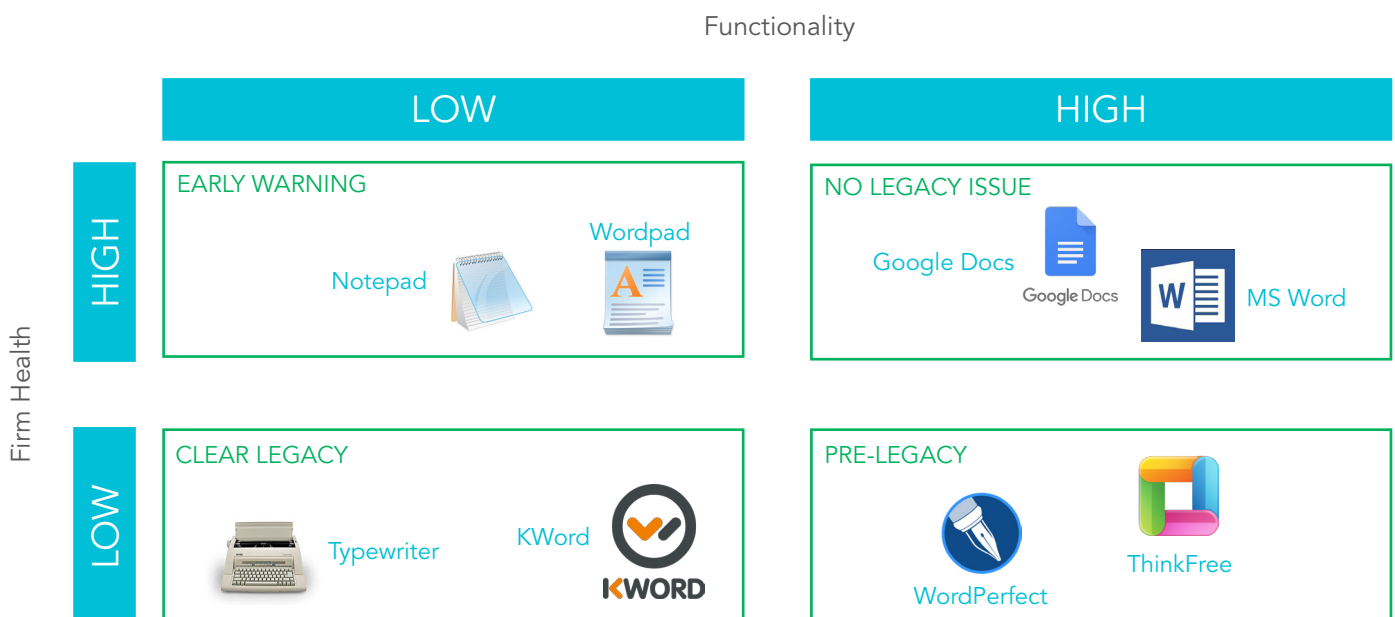 Functionality
LOW
HIGH
Firm Health
HIGH
EARLY WARNING
Notepad
Wordpad
A
NO LEGACY ISSUE
Google Docs
Google Docs
W
MS Word
LOW
CLEAR LEGACY
Typewriter
KWord
KWORD
PRE-LEGACY
WordPerfect
ThinkFree